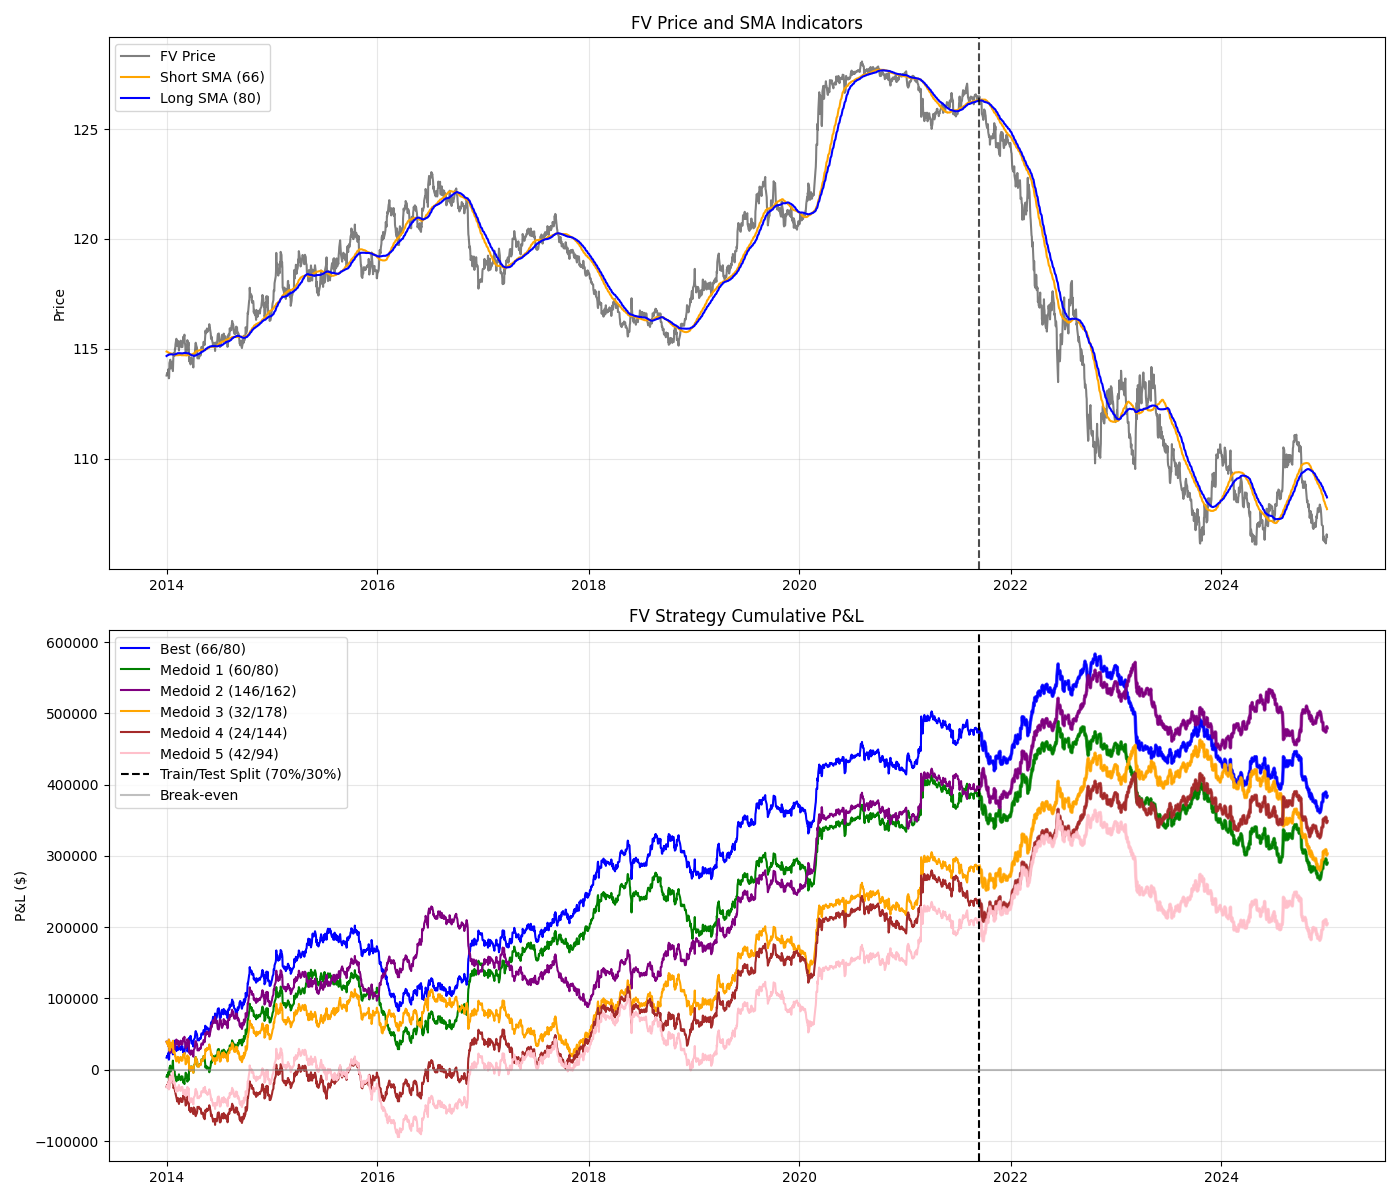 FV Price and SMA Indicators
FV Price
Short SMA (66)
Long SMA (80)
Price
125
120
115
110
2014
2016
2018
2020
2022
2024
FV Strategy Cumulative P&L
Best (66/80)
Medoid 1 (60/80)
Medoid 2 (146/162)
Medoid 3 (32/178)
Medoid 4 (24/144)
Medoid 5 (42/94)
Train/Test Split (70%/30%)
Break-even
P&L ($)
600000
500000
400000
300000
200000
100000
0
−100000
2014
2016
2018
2020
2022
2024